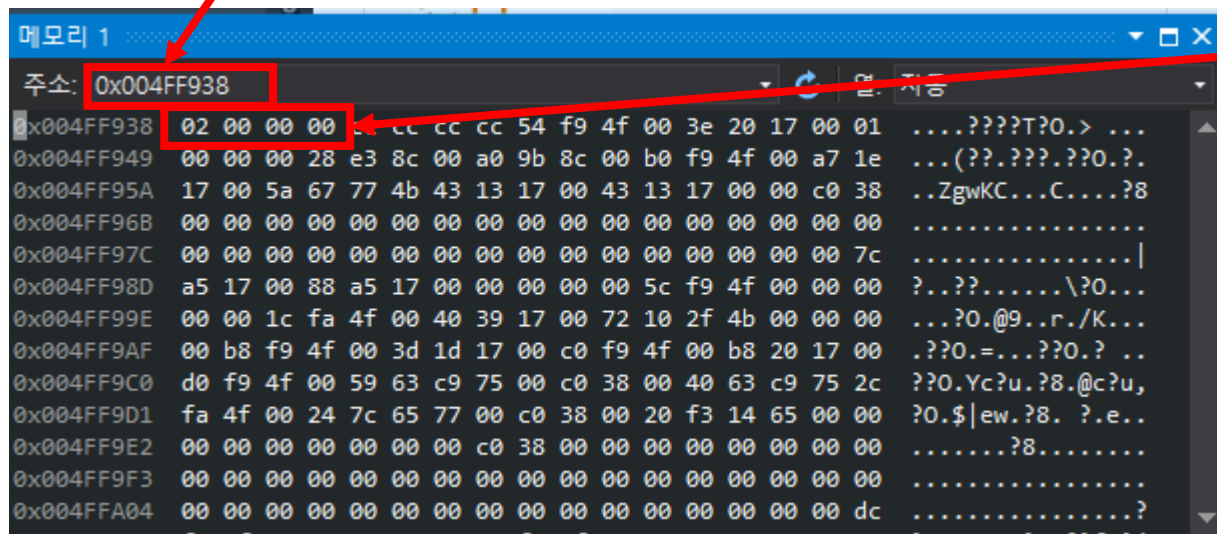 메모리 1
주소: 0x004FF938 열: 자동
0x004FF938 02 00 00 00 cc cc cc cc 54 f9 4f 00 3e 20 17 00 01 ....????T?O.> ...
0x004FF949 00 00 00 28 e3 8c 00 a0 9b 8c 00 b0 f9 4f 00 a7 1e ...(??.???.??O.?.
0x004FF95A 17 00 5a 67 77 4b 43 13 17 00 43 13 17 00 00 c0 38 ..ZgwKC...C....?8
0x004FF96B 00 00 00 00 00 00 00 00 00 00 00 00 00 00 00 00 00 .................
0x004FF97C 00 00 00 00 00 00 00 00 00 00 00 00 00 00 00 00 7c ................|
0x004FF98D a5 17 00 88 a5 17 00 00 00 00 00 5c f9 4f 00 00 00 ?..??......\?O...
0x004FF99E 00 00 1c fa 4f 00 40 39 17 00 72 10 2f 4b 00 00 00 ...?O.@9..r./K...
0x004FF9AF 00 b8 f9 4f 00 3d 1d 17 00 c0 f9 4f 00 b8 20 17 00 .??O.=...??O.? ..
0x004FF9C0 d0 f9 4f 00 59 63 c9 75 00 c0 38 00 40 63 c9 75 2c ??O.Yc?u.?8.@c?u,
0x004FF9D1 fa 4f 00 24 7c 65 77 00 c0 38 00 20 f3 14 65 00 00 ?O.$|ew.?8. ?.e..
0x004FF9E2 00 00 00 00 00 00 00 c0 38 00 00 00 00 00 00 00 00 .......?8........
0x004FF9F3 00 00 00 00 00 00 00 00 00 00 00 00 00 00 00 00 00 .................
0x004FFA04 00 00 00 00 00 00 00 00 00 00 00 00 00 00 00 00 dc ................?